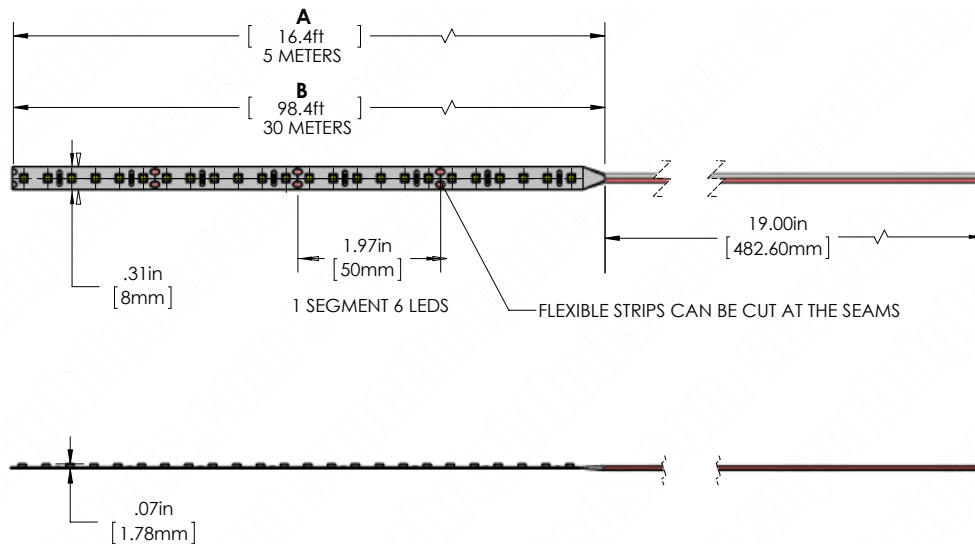 A
16.4ft
5 METERS
B
98.4ft
30 METERS
1.97in
[50mm]
.31in
[8mm]
1 SEGMENT 6 LEDS
FLEXIBLE STRIPS CAN BE CUT AT THE SEAMS
19.00in
[482.60mm]
.07in
[1.78mm]